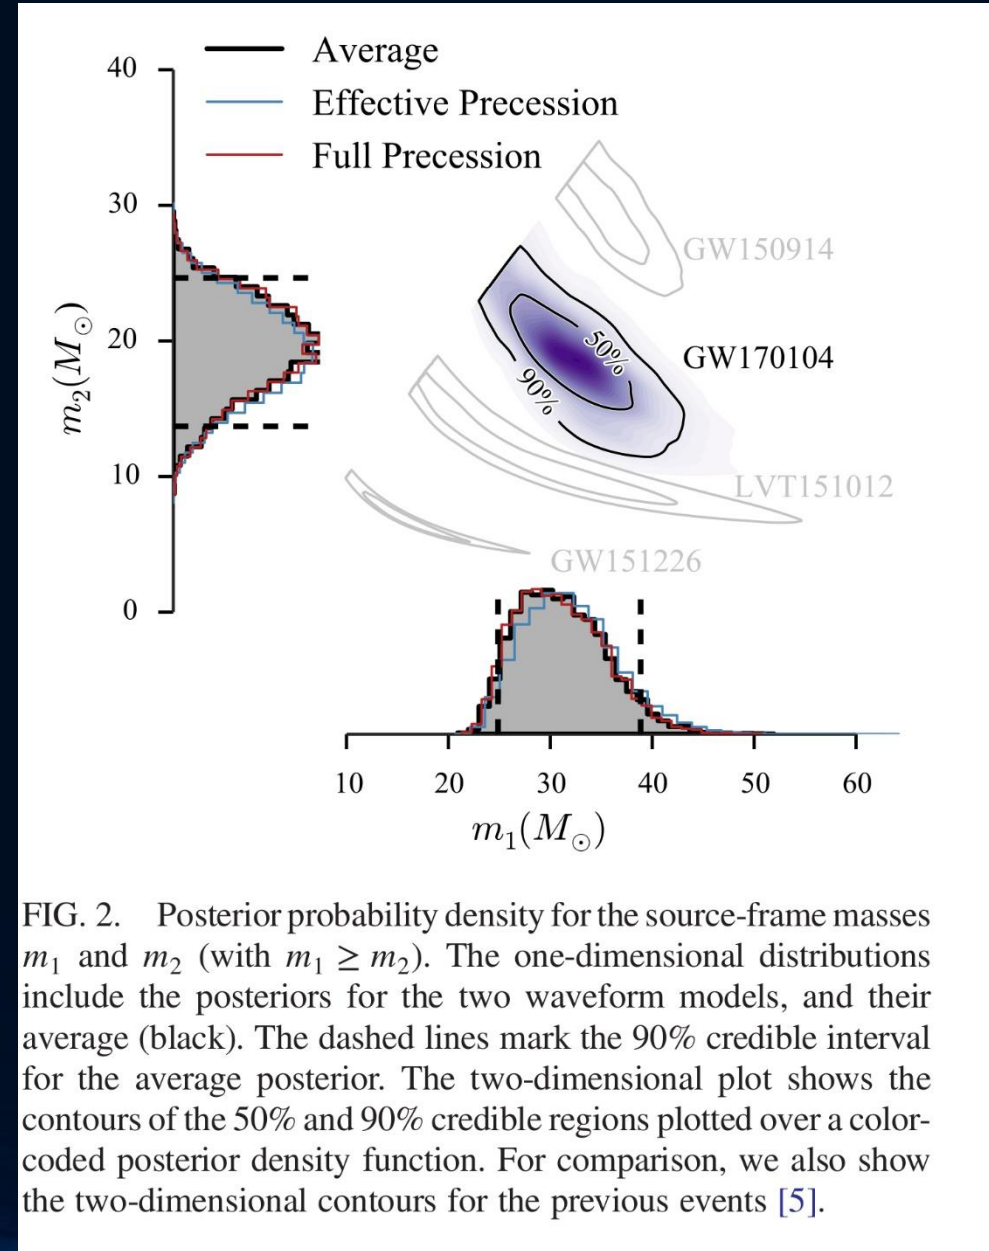 Average
Effective Precession
Full Precession
40
30
20
10
0
m₂(M⊙)
GW150914
50%
GW170104
90%
LVT151012
GW151226
10 20 30 40 50 60
m₁(M⊙)
FIG. 2. Posterior probability density for the source-frame masses
m₁ and m₂ (with m₁ ≥ m₂). The one-dimensional distributions
include the posteriors for the two waveform models, and their
average (black). The dashed lines mark the 90% credible interval
for the average posterior. The two-dimensional plot shows the
contours of the 50% and 90% credible regions plotted over a color-
coded posterior density function. For comparison, we also show
the two-dimensional contours for the previous events [5].